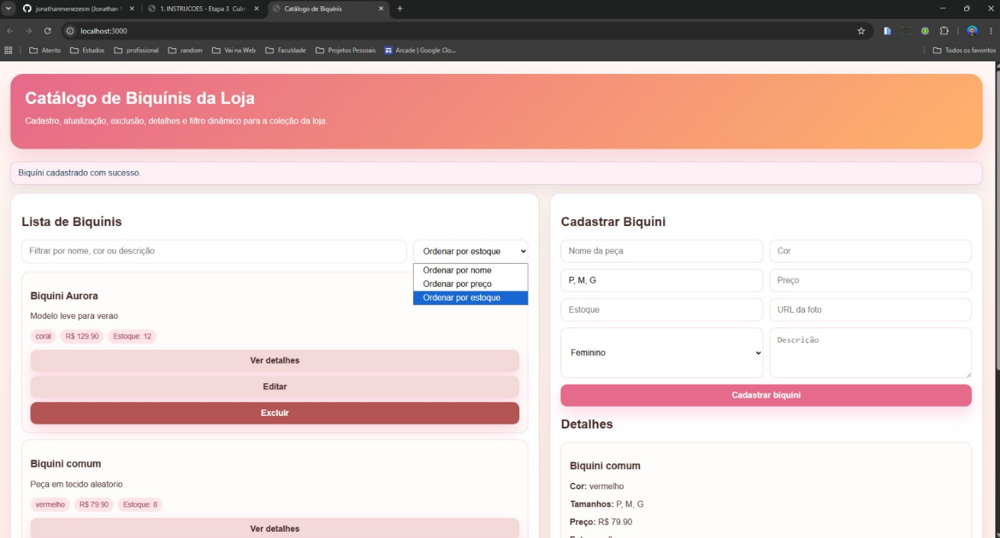 jonathanmenezesm (Jonathan
1. INSTRUCOES - Etapa 3 Culm
Catálogo de Biquínis
localhost:3000
Atento Estudos profissional random Vai na Web Faculdade Projetos Pessoais Arcade | Google Clo... Todos os favoritos
Catálogo de Biquínis da Loja
Cadastro, atualização, exclusão, detalhes e filtro dinâmico para a coleção da loja.
Biquíni cadastrado com sucesso.
Lista de Biquínis
Filtrar por nome, cor ou descrição
Ordenar por estoque
Ordenar por nome
Ordenar por preço
Ordenar por estoque
Biquini Aurora
Modelo leve para verao
coral R$ 129.90 Estoque: 12
Ver detalhes
Editar
Excluir
Biquini comum
Peça em tecido aleatorio
vermelho R$ 79.90 Estoque: 8
Ver detalhes
Cadastrar Biquíni
Nome da peça Cor
P, M, G Preço
Estoque URL da foto
Feminino Descrição
Cadastrar biquíni
Detalhes
Biquini comum
Cor: vermelho
Tamanhos: P, M, G
Preço: R$ 79.90